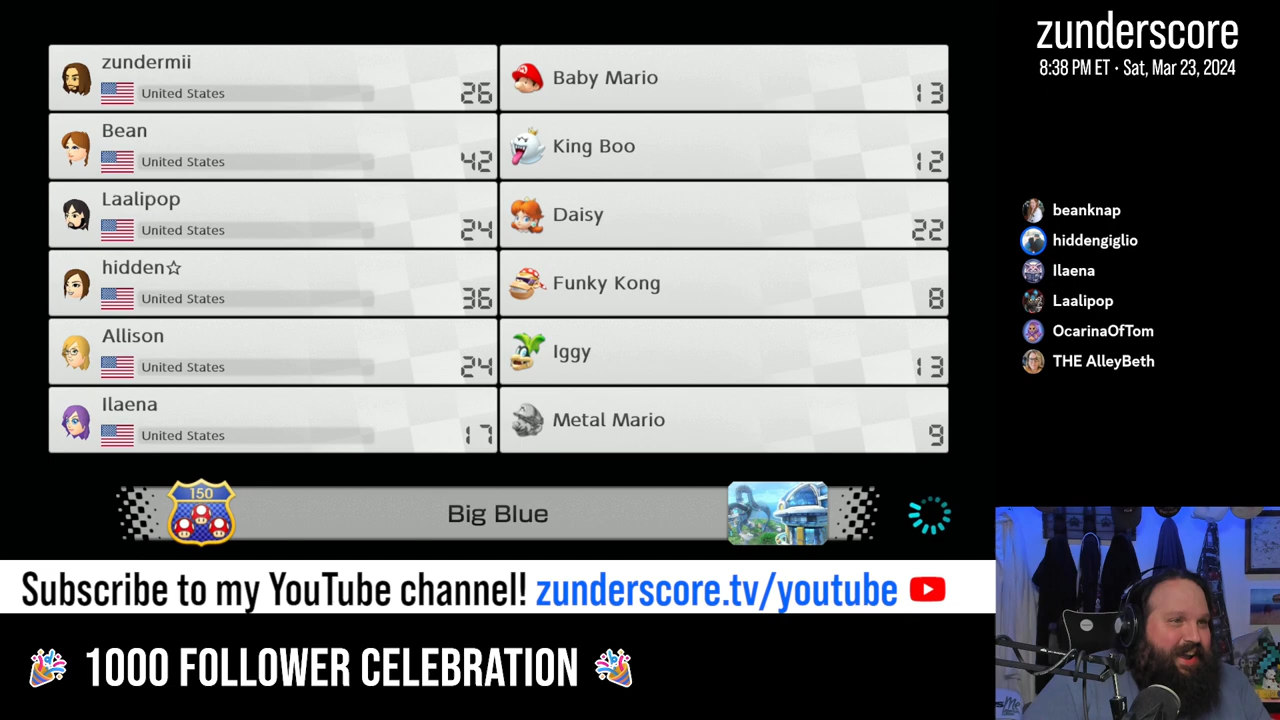 zundermii
United States
26
Bean
United States
42
Laalipop
United States
24
hidden☆
United States
36
Allison
United States
24
Ilaena
United States
17
Baby Mario
13
King Boo
12
Daisy
22
Funky Kong
8
Iggy
13
Metal Mario
9
150
Big Blue
Subscribe to my YouTube channel! zunderscore.tv/youtube
🎉 1000 FOLLOWER CELEBRATION 🎉
zunderscore
8:38 PM ET · Sat, Mar 23, 2024
beanknap
hiddengiglio
Ilaena
Laalipop
OcarinaOfTom
THE AlleyBeth